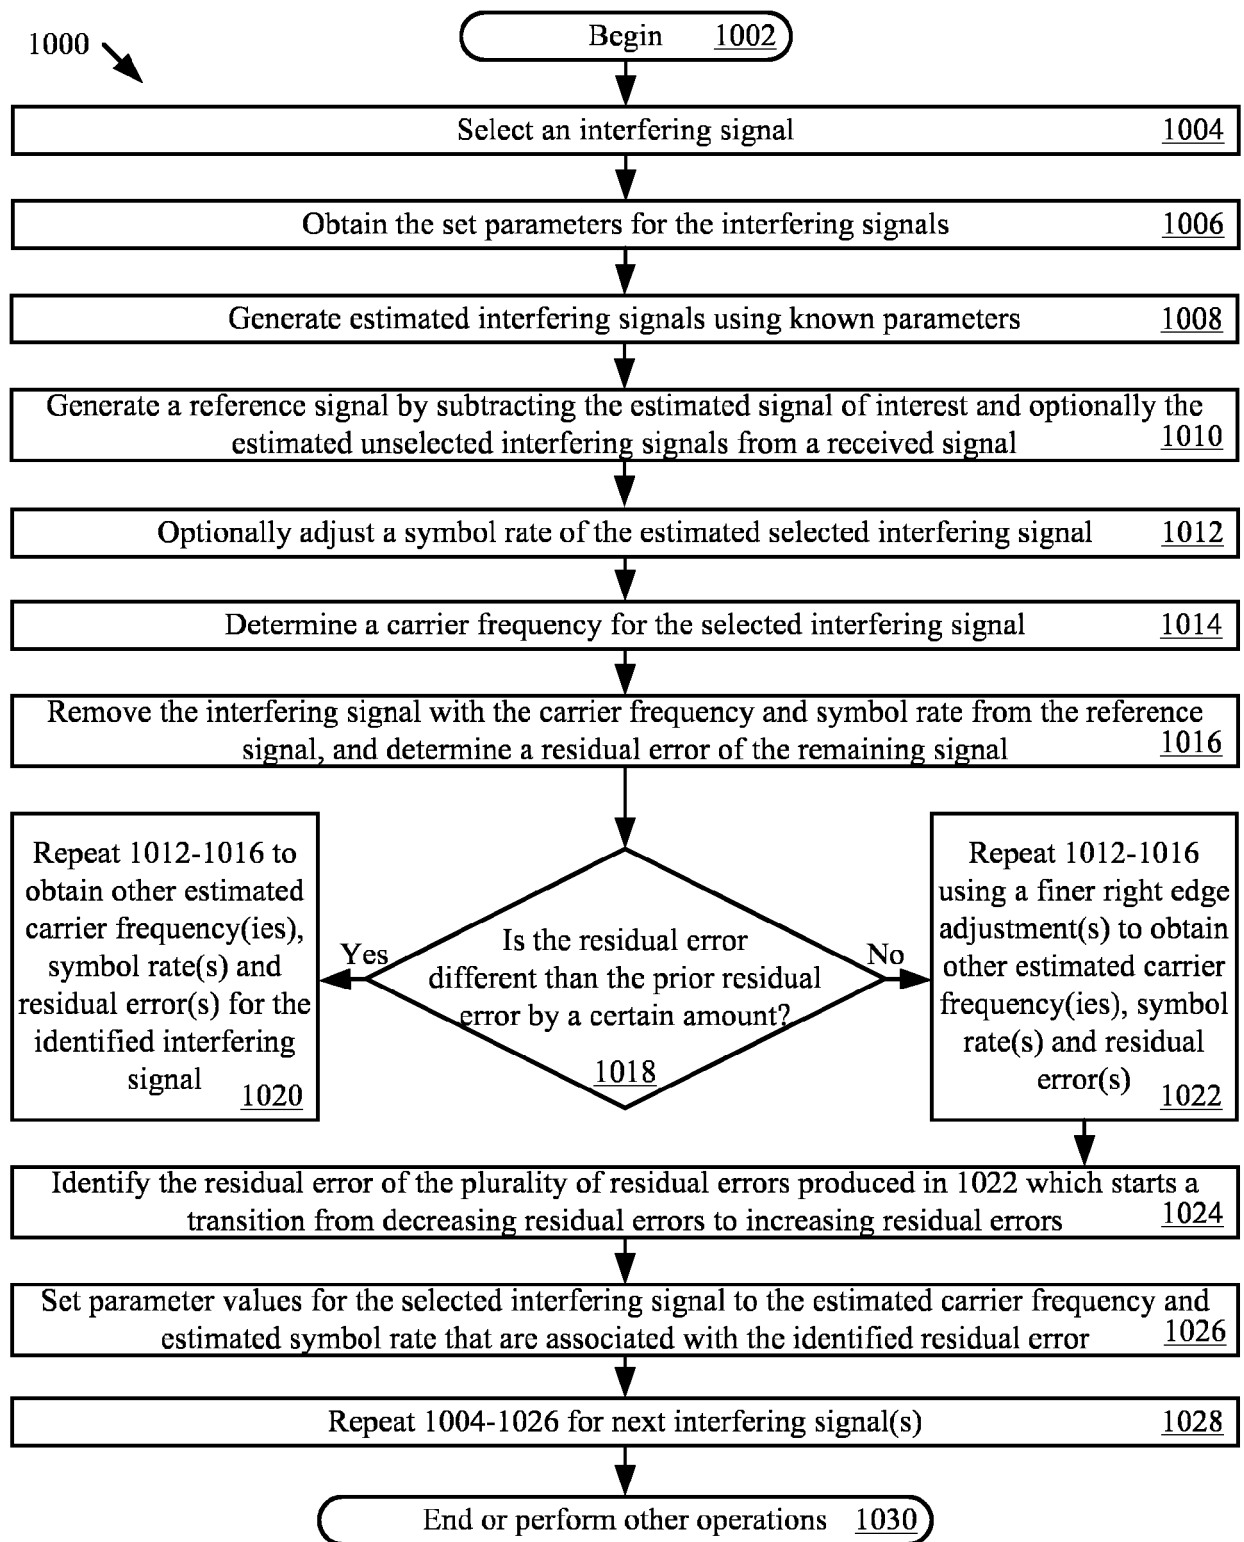 1000
Begin 1002
Select an interfering signal 1004
Obtain the set parameters for the interfering signals 1006
Generate estimated interfering signals using known parameters 1008
Generate a reference signal by subtracting the estimated signal of interest and optionally the
estimated unselected interfering signals from a received signal 1010
Optionally adjust a symbol rate of the estimated selected interfering signal 1012
Determine a carrier frequency for the selected interfering signal 1014
Remove the interfering signal with the carrier frequency and symbol rate from the reference
signal, and determine a residual error of the remaining signal 1016
Repeat 1012-1016 to
obtain other estimated
carrier frequency(ies),
symbol rate(s) and
residual error(s) for the
identified interfering
signal
1020
Yes
Is the residual error
different than the prior residual
error by a certain amount?
1018
No
Repeat 1012-1016
using a finer right edge
adjustment(s) to obtain
other estimated carrier
frequency(ies), symbol
rate(s) and residual
error(s)
1022
Identify the residual error of the plurality of residual errors produced in 1022 which starts a
transition from decreasing residual errors to increasing residual errors 1024
Set parameter values for the selected interfering signal to the estimated carrier frequency and
estimated symbol rate that are associated with the identified residual error 1026
Repeat 1004-1026 for next interfering signal(s) 1028
End or perform other operations 1030